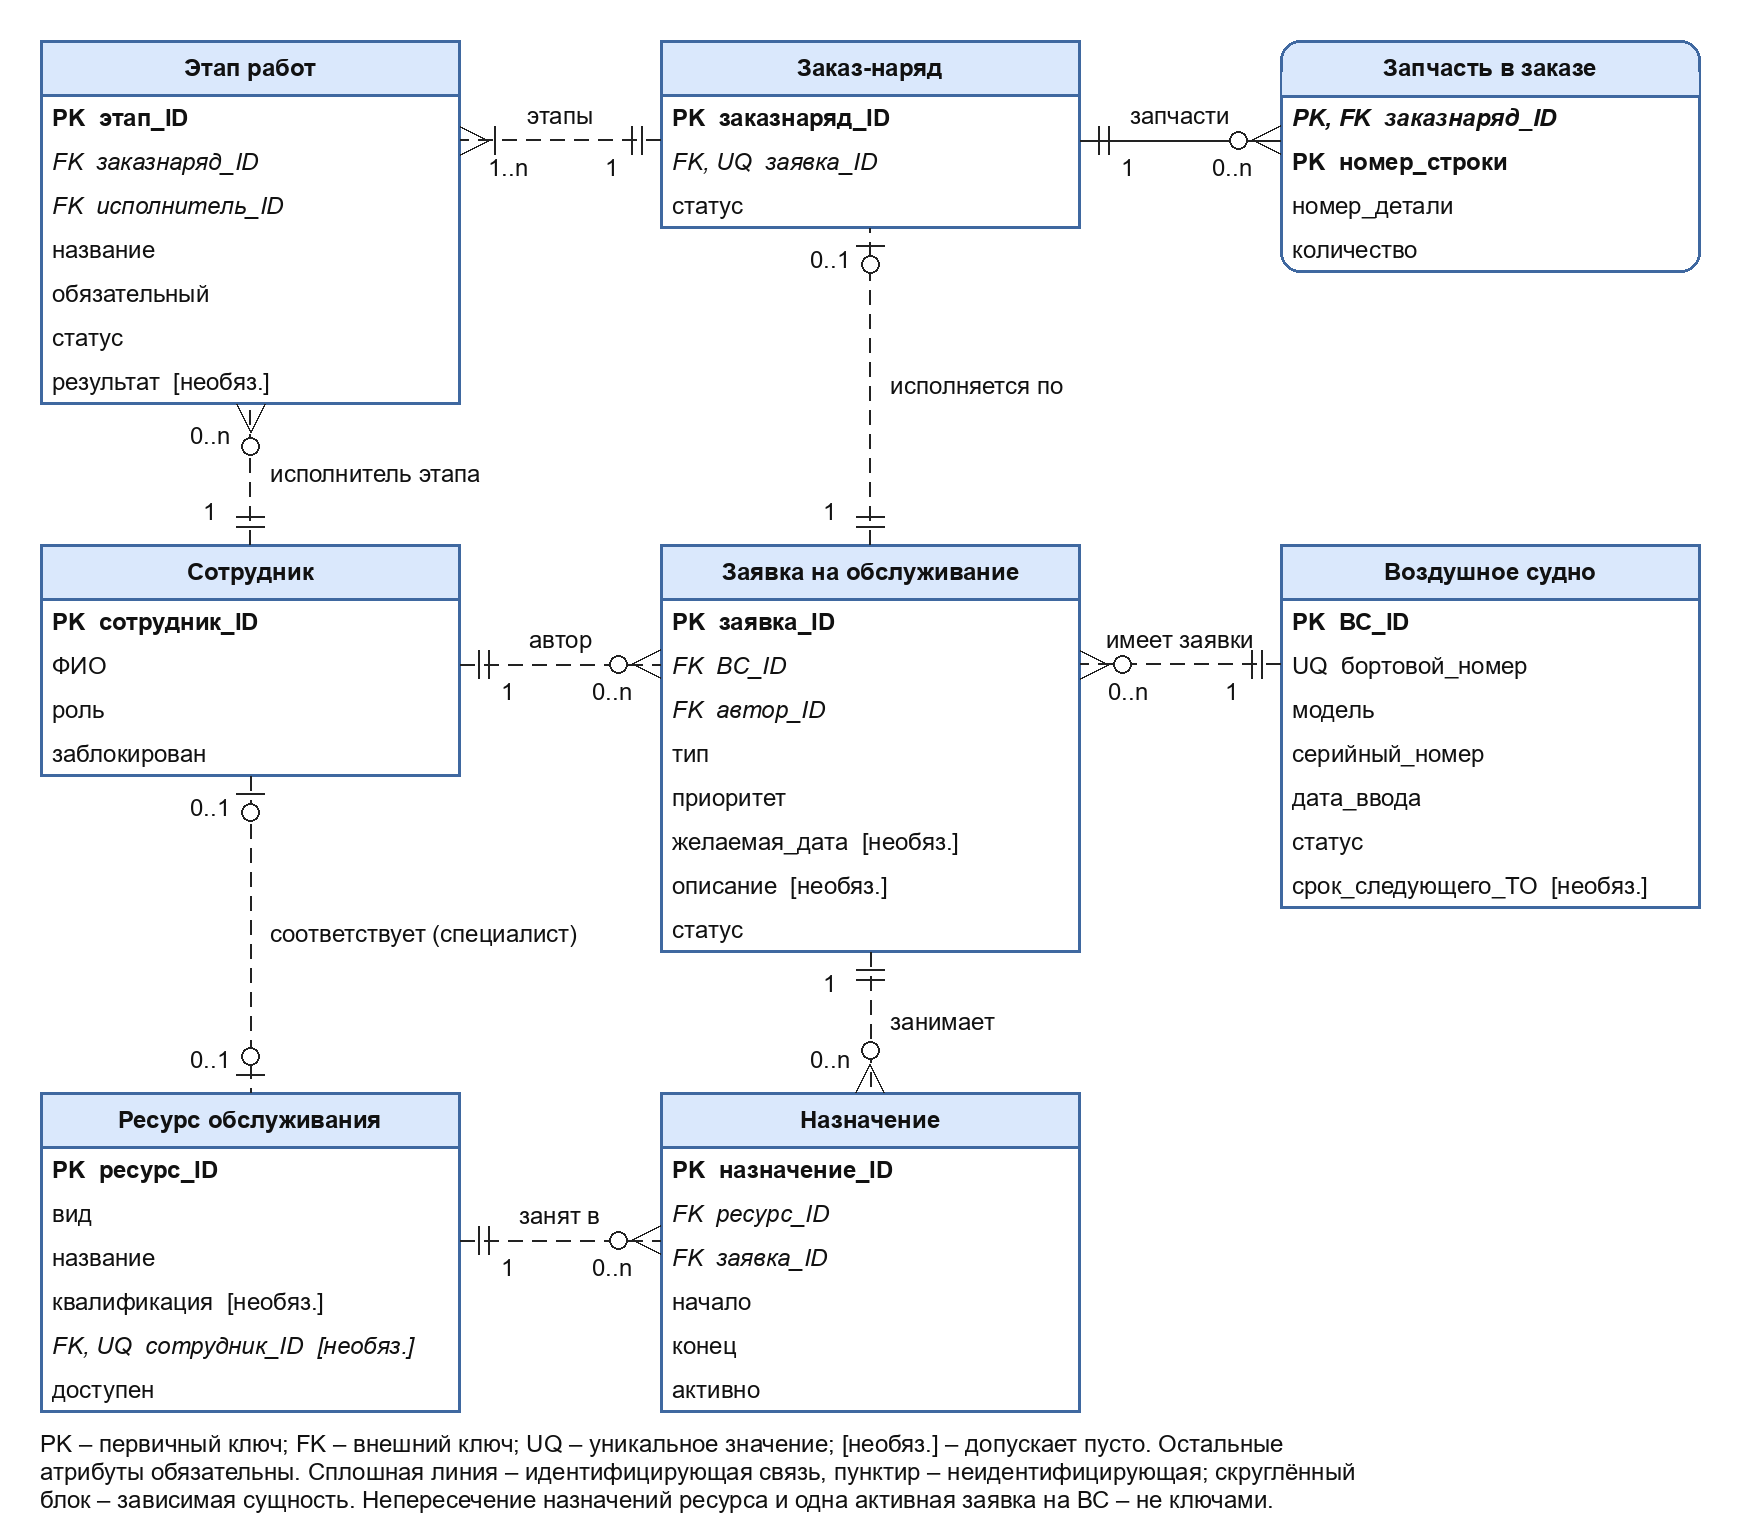 Этап работ
PK этап_ID
FK заказнаряд_ID
FK исполнитель_ID
название
обязательный
статус
результат [необяз.]
этапы
1..n
1
Заказ-наряд
PK заказнаряд_ID
FK, UQ заявка_ID
статус
запчасти
1
0..n
Запчасть в заказе
PK, FK заказнаряд_ID
PK номер_строки
номер_детали
количество
0..n
исполнитель этапа
1
0..1
исполняется по
1
Сотрудник
PK сотрудник_ID
ФИО
роль
заблокирован
автор
1
0..n
Заявка на обслуживание
PK заявка_ID
FK ВС_ID
FK автор_ID
тип
приоритет
желаемая_дата [необяз.]
описание [необяз.]
статус
имеет заявки
0..n
1
Воздушное судно
PK ВС_ID
UQ бортовой_номер
модель
серийный_номер
дата_ввода
статус
срок_следующего_ТО [необяз.]
0..1
соответствует (специалист)
0..1
1
занимает
0..n
Ресурс обслуживания
PK ресурс_ID
вид
название
квалификация [необяз.]
FK, UQ сотрудник_ID [необяз.]
доступен
занят в
1
0..n
Назначение
PK назначение_ID
FK ресурс_ID
FK заявка_ID
начало
конец
активно
PK – первичный ключ; FK – внешний ключ; UQ – уникальное значение; [необяз.] – допускает пусто. Остальные
атрибуты обязательны. Сплошная линия – идентифицирующая связь, пунктир – неидентифицирующая; скруглённый
блок – зависимая сущность. Непересечение назначений ресурса и одна активная заявка на ВС – не ключами.